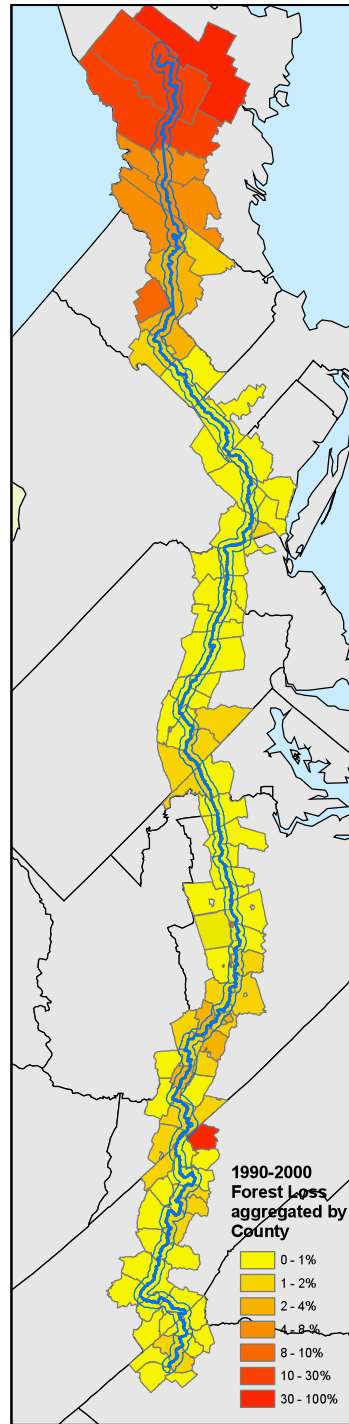 1990-2000
Forest Loss
aggregated by
County
0 - 1%
1 - 2%
2 - 4%
4 - 8%
8 - 10%
10 - 30%
30 - 100%